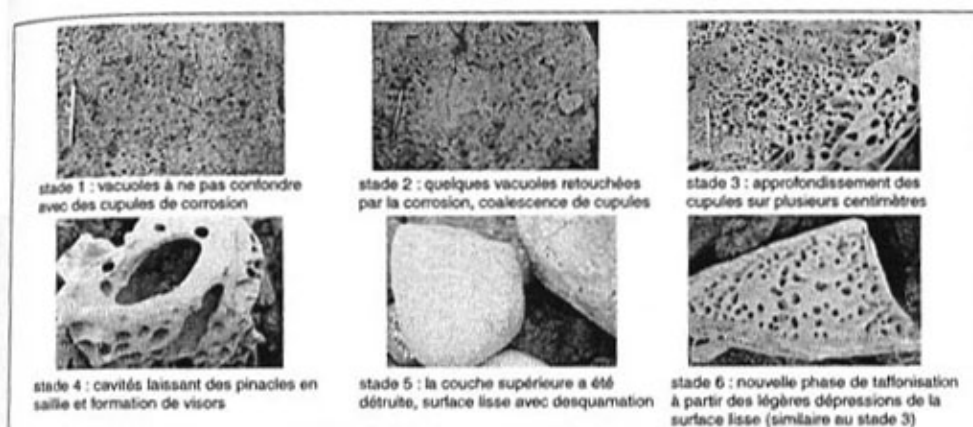 stade 1 : vacuoles à ne pas confondre
avec des cupules de corrosion
stade 2 : quelques vacuoles retouchées
par la corrosion, coalescence de cupules
stade 3 : approfondissement des
cupules sur plusieurs centimètres
stade 4 : cavités laissant des pinacles en
saillie et formation de visors
stade 5 : la couche supérieure a été
détruite, surface lisse avec desquamation
stade 6 : nouvelle phase de taffonisation
à partir des légères dépressions de la
surface lisse (similaire au stade 3)